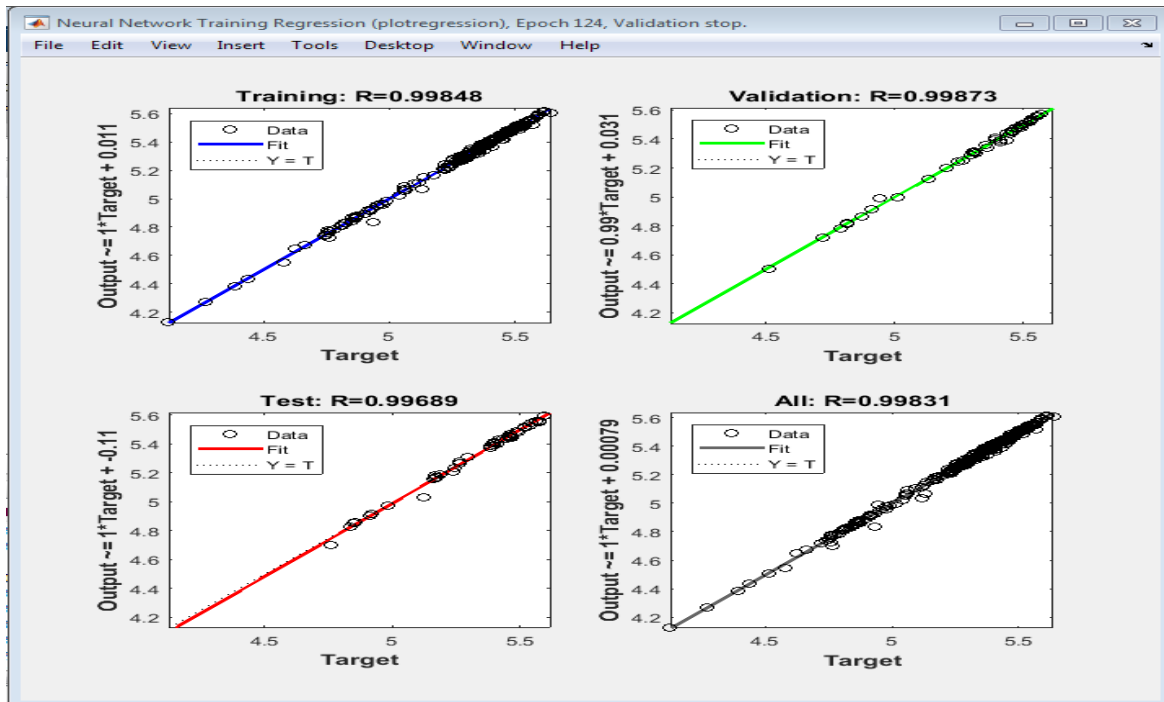 Neural Network Training Regression (plotregression), Epoch 124, Validation stop.
File Edit View Insert Tools Desktop Window Help
Training: R=0.99848
Output ~= 1*Target + 0.011
5.6
5.4
5.2
5
4.8
4.6
4.4
4.2
Data
Fit
Y = T
4.5 5 5.5
Target
Validation: R=0.99873
Output ~= 0.99*Target + 0.031
5.6
5.4
5.2
5
4.8
4.6
4.4
4.2
Data
Fit
Y = T
4.5 5 5.5
Target
Test: R=0.99689
Output ~= 1*Target + -0.11
5.6
5.4
5.2
5
4.8
4.6
4.4
4.2
Data
Fit
Y = T
4.5 5 5.5
Target
All: R=0.99831
Output ~= 1*Target + 0.00079
5.6
5.4
5.2
5
4.8
4.6
4.4
4.2
Data
Fit
Y = T
4.5 5 5.5
Target